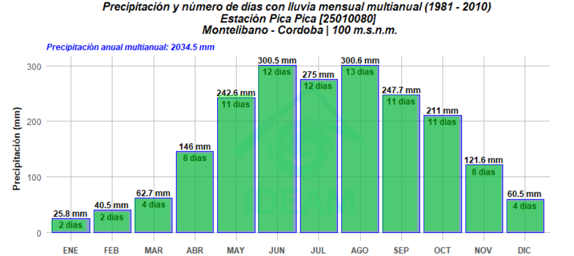 Precipitación y número de días con lluvia mensual multianual (1981 - 2010)
Estación Pica Pica [25010080]
Montelibano - Cordoba | 100 m.s.n.m.
Precipitación anual multianual: 2034.5 mm
Precipitación (mm)
300
200
100
0
25.8 mm
2 días
40.5 mm
2 días
62.7 mm
4 días
146 mm
8 días
242.6 mm
11 días
300.5 mm
12 días
275 mm
12 días
300.6 mm
13 días
247.7 mm
11 días
211 mm
11 días
121.6 mm
8 días
60.5 mm
4 días
IDEAM
ENE FEB MAR ABR MAY JUN JUL AGO SEP OCT NOV DIC